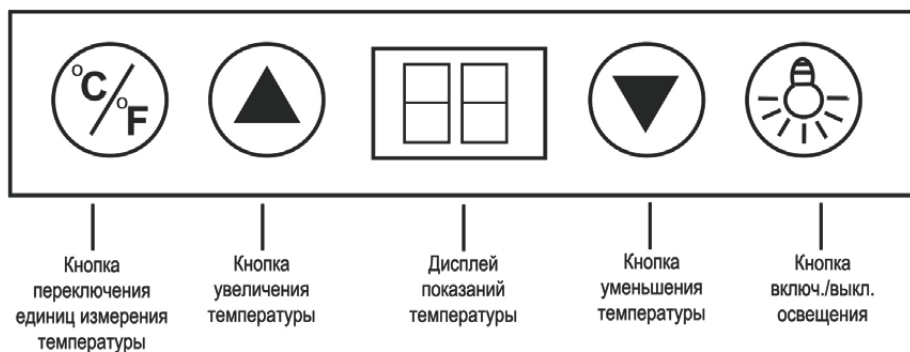 °C/°F
Кнопка
переключения
единиц измерения
температуры
Кнопка
увеличения
температуры
Дисплей
показаний
температуры
Кнопка
уменьшения
температуры
Кнопка
включ./выкл.
освещения